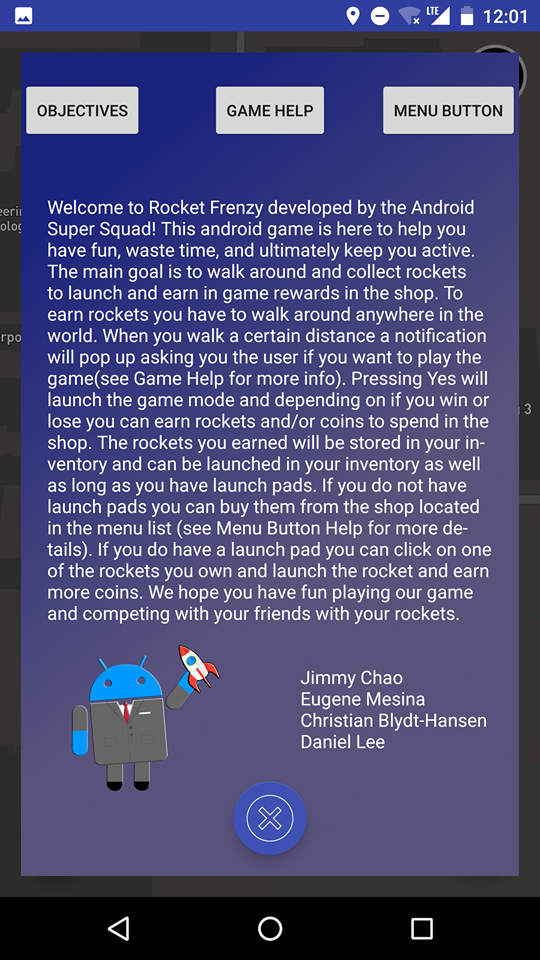 LTE 12:01
OBJECTIVES GAME HELP MENU BUTTON
Welcome to Rocket Frenzy developed by the Android
Super Squad! This android game is here to help you
have fun, waste time, and ultimately keep you active.
The main goal is to walk around and collect rockets
to launch and earn in game rewards in the shop. To
earn rockets you have to walk around anywhere in the
world. When you walk a certain distance a notification
will pop up asking you the user if you want to play the
game(see Game Help for more info). Pressing Yes will
launch the game mode and depending on if you win or
lose you can earn rockets and/or coins to spend in the
shop. The rockets you earned will be stored in your in-
ventory and can be launched in your inventory as well
as long as you have launch pads. If you do not have
launch pads you can buy them from the shop located
in the menu list (see Menu Button Help for more de-
tails). If you do have a launch pad you can click on one
of the rockets you own and launch the rocket and earn
more coins. We hope you have fun playing our game
and competing with your friends with your rockets.
Jimmy Chao
Eugene Mesina
Christian Blydt-Hansen
Daniel Lee
3